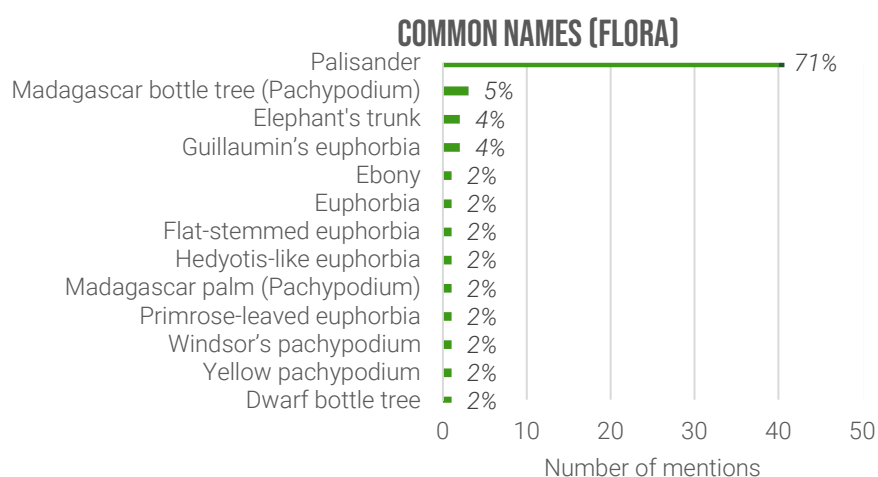 COMMON NAMES (FLORA)
Palisander 71%
Madagascar bottle tree (Pachypodium) 5%
Elephant's trunk 4%
Guillaumin’s euphorbia 4%
Ebony 2%
Euphorbia 2%
Flat-stemmed euphorbia 2%
Hedyotis-like euphorbia 2%
Madagascar palm (Pachypodium) 2%
Primrose-leaved euphorbia 2%
Windsor’s pachypodium 2%
Yellow pachypodium 2%
Dwarf bottle tree 2%
0 10 20 30 40 50
Number of mentions